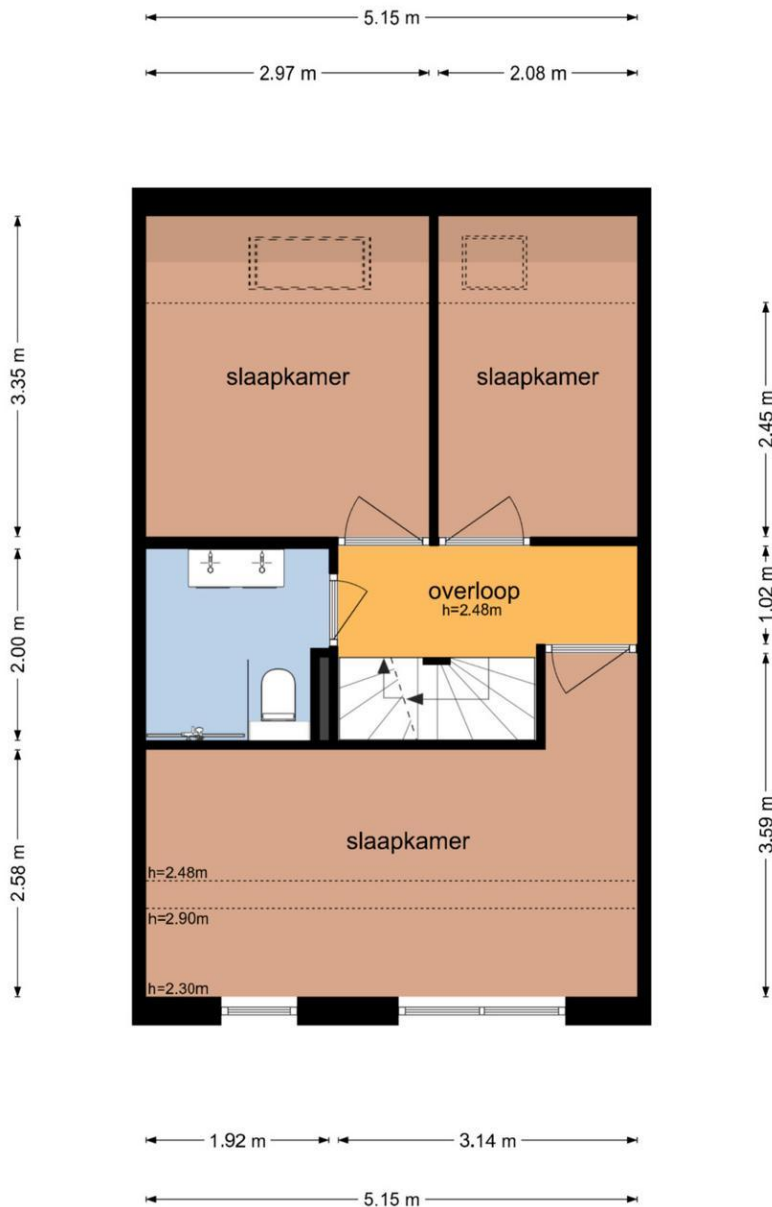 5.15 m
2.97 m
2.08 m
3.35 m
slaapkamer
slaapkamer
2.45 m
2.00 m
overloop
h=2.48m
1.02 m
2.58 m
slaapkamer
3.59 m
h=2.48m
h=2.90m
h=2.30m
1.92 m
3.14 m
5.15 m